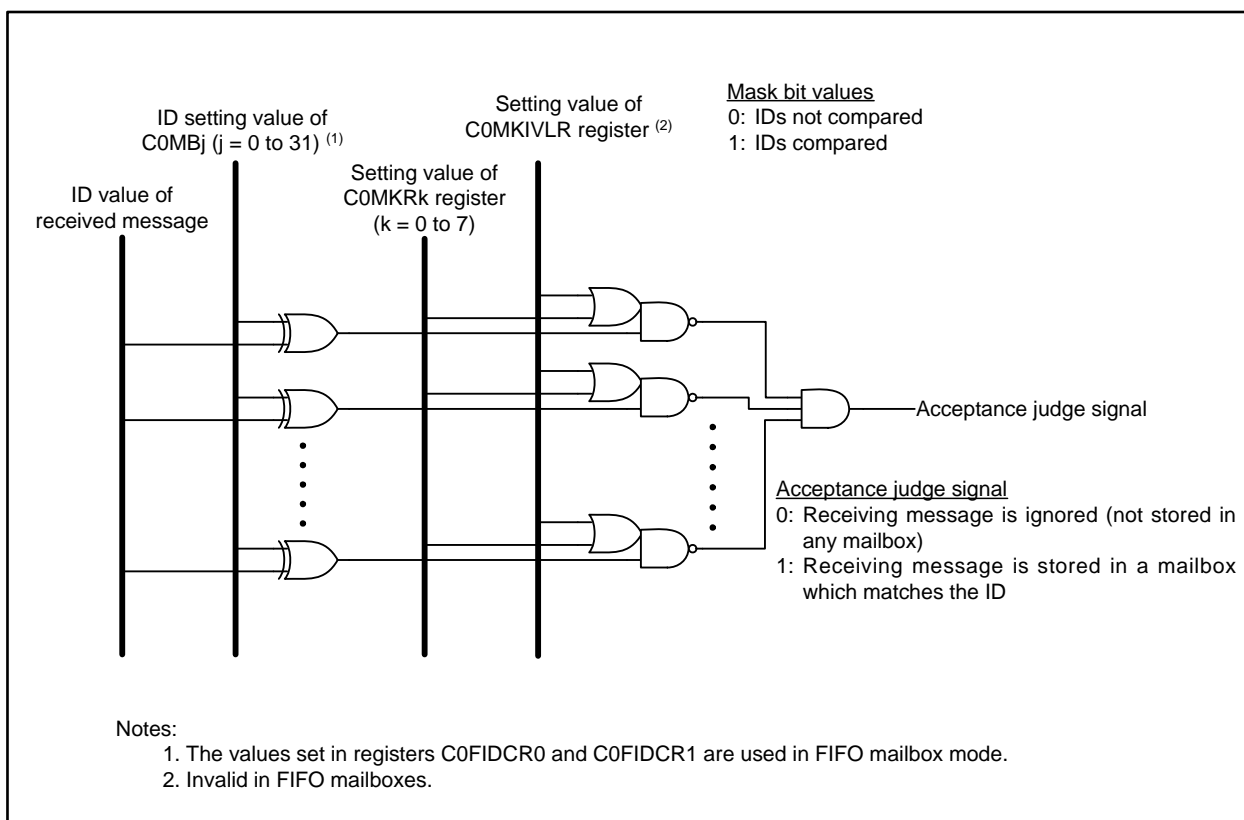 ID value of
received message
ID setting value of
C0MBj (j = 0 to 31) (1)
Setting value of
C0MKRk register
(k = 0 to 7)
Setting value of
C0MKIVLR register (2)
Mask bit values
0: IDs not compared
1: IDs compared
Acceptance judge signal
Acceptance judge signal
0: Receiving message is ignored (not stored in
any mailbox)
1: Receiving message is stored in a mailbox
which matches the ID
Notes:
1. The values set in registers C0FIDCR0 and C0FIDCR1 are used in FIFO mailbox mode.
2. Invalid in FIFO mailboxes.